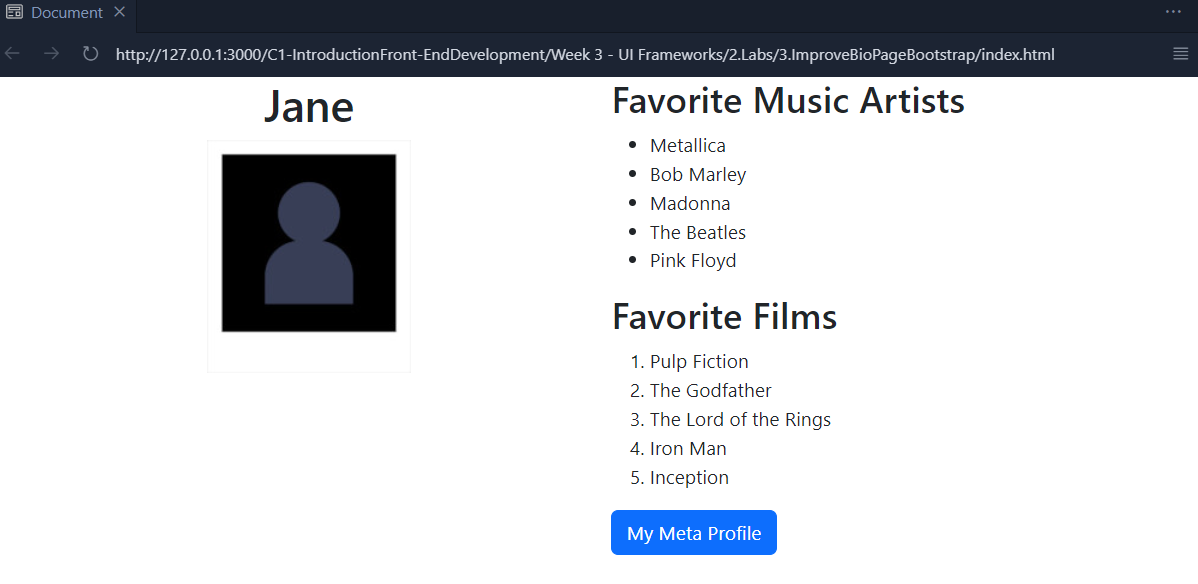 Document
http://127.0.0.1:3000/C1-IntroductionFront-EndDevelopment/Week 3 - UI Frameworks/2.Labs/3.ImproveBioPageBootstrap/index.html
Jane
Favorite Music Artists
Metallica
Bob Marley
Madonna
The Beatles
Pink Floyd
Favorite Films
1. Pulp Fiction
2. The Godfather
3. The Lord of the Rings
4. Iron Man
5. Inception
My Meta Profile